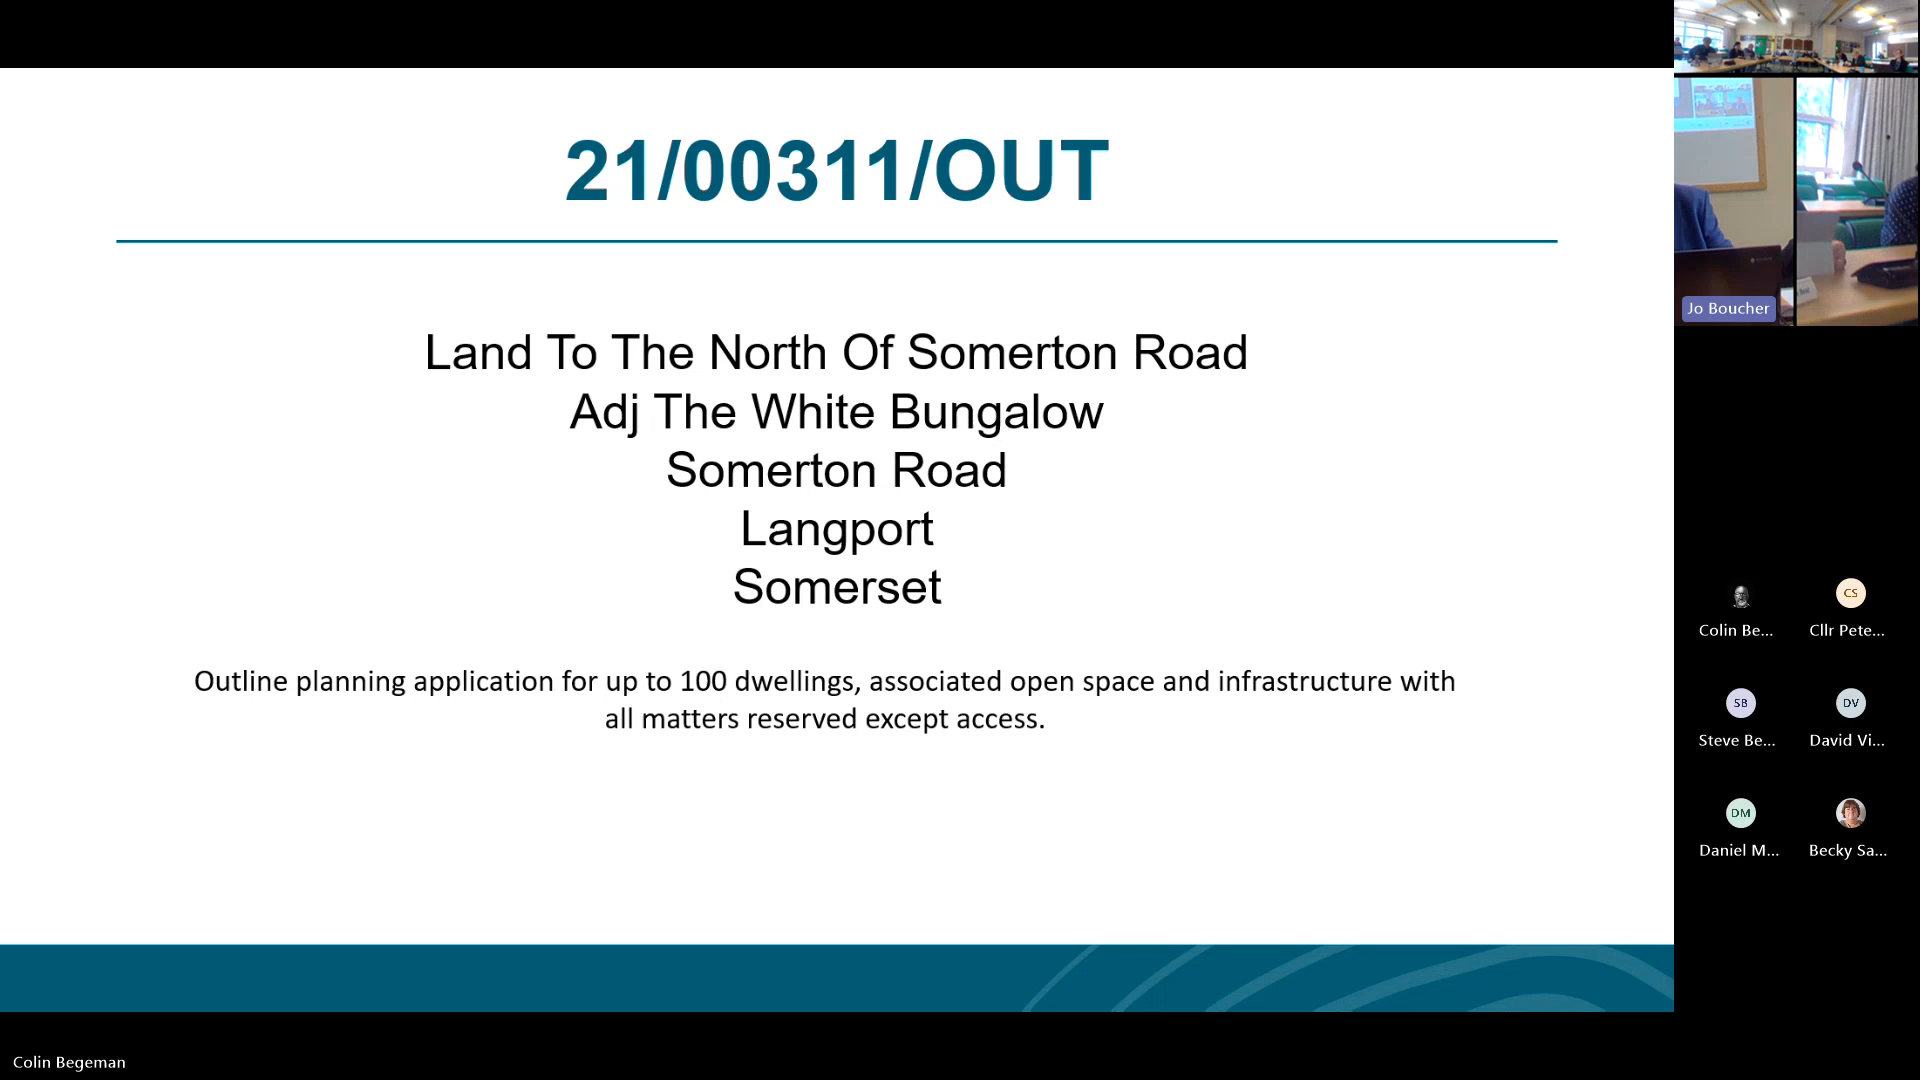 21/00311/OUT
Land To The North Of Somerton Road
Adj The White Bungalow
Somerton Road
Langport
Somerset
Outline planning application for up to 100 dwellings, associated open space and infrastructure with
all matters reserved except access.
Jo Boucher
CS
Colin Be...
Cllr Pete...
SB
DV
Steve Be...
David Vi...
DM
Daniel M...
Becky Sa...
Colin Begeman